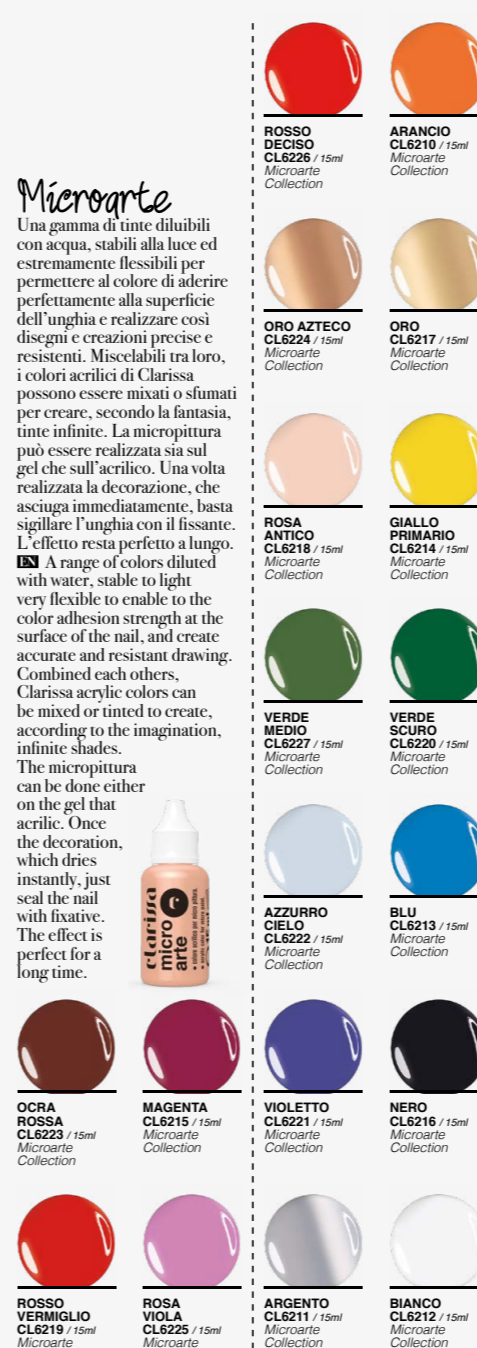 Microarte
Una gamma di tinte diluibili
con acqua, stabili alla luce ed
estremamente flessibili per
permettere al colore di aderire
perfettamente alla superficie
dell'unghia e realizzare così
disegni e creazioni precise e
resistenti. Miscelabili tra loro,
i colori acrilici di Clarissa
possono essere mixati o sfumati
per creare, secondo la fantasia,
tinte infinite. La micropittura
può essere realizzata sia sul
gel che sull'acrilico. Una volta
realizzata la decorazione, che
asciuga immediatamente, basta
sigillare l'unghia con il fissante.
L'effetto resta perfetto a lungo.
EN A range of colors diluted
with water, stable to light
very flexible to enable to the
color adhesion strength at the
surface of the nail, and create
accurate and resistant drawing.
Combined each others,
Clarissa acrylic colors can
be mixed or tinted to create,
according to the imagination,
infinite shades.
The micropittura
can be done either
on the gel that
acrilic. Once
the decoration,
which dries
instantly, just
seal the nail
with fixative.
The effect is
perfect for a
long time.
clarissa
micro
arte
ROSSO
DECISO
CL6226 / 15ml
Microarte
Collection
ARANCIO
CL6210 / 15ml
Microarte
Collection
ORO AZTECO
CL6224 / 15ml
Microarte
Collection
ORO
CL6217 / 15ml
Microarte
Collection
ROSA
ANTICO
CL6218 / 15ml
Microarte
Collection
GIALLO
PRIMARIO
CL6214 / 15ml
Microarte
Collection
VERDE
MEDIO
CL6227 / 15ml
Microarte
Collection
VERDE
SCURO
CL6220 / 15ml
Microarte
Collection
AZZURRO
CIELO
CL6222 / 15ml
Microarte
Collection
BLU
CL6213 / 15ml
Microarte
Collection
OCRA
ROSSA
CL6223 / 15ml
Microarte
Collection
MAGENTA
CL6215 / 15ml
Microarte
Collection
VIOLETTO
CL6221 / 15ml
Microarte
Collection
NERO
CL6216 / 15ml
Microarte
Collection
ROSSO
VERMIGLIO
CL6219 / 15ml
Microarte
ROSA
VIOLA
CL6225 / 15ml
Microarte
ARGENTO
CL6211 / 15ml
Microarte
Collection
BIANCO
CL6212 / 15ml
Microarte
Collection